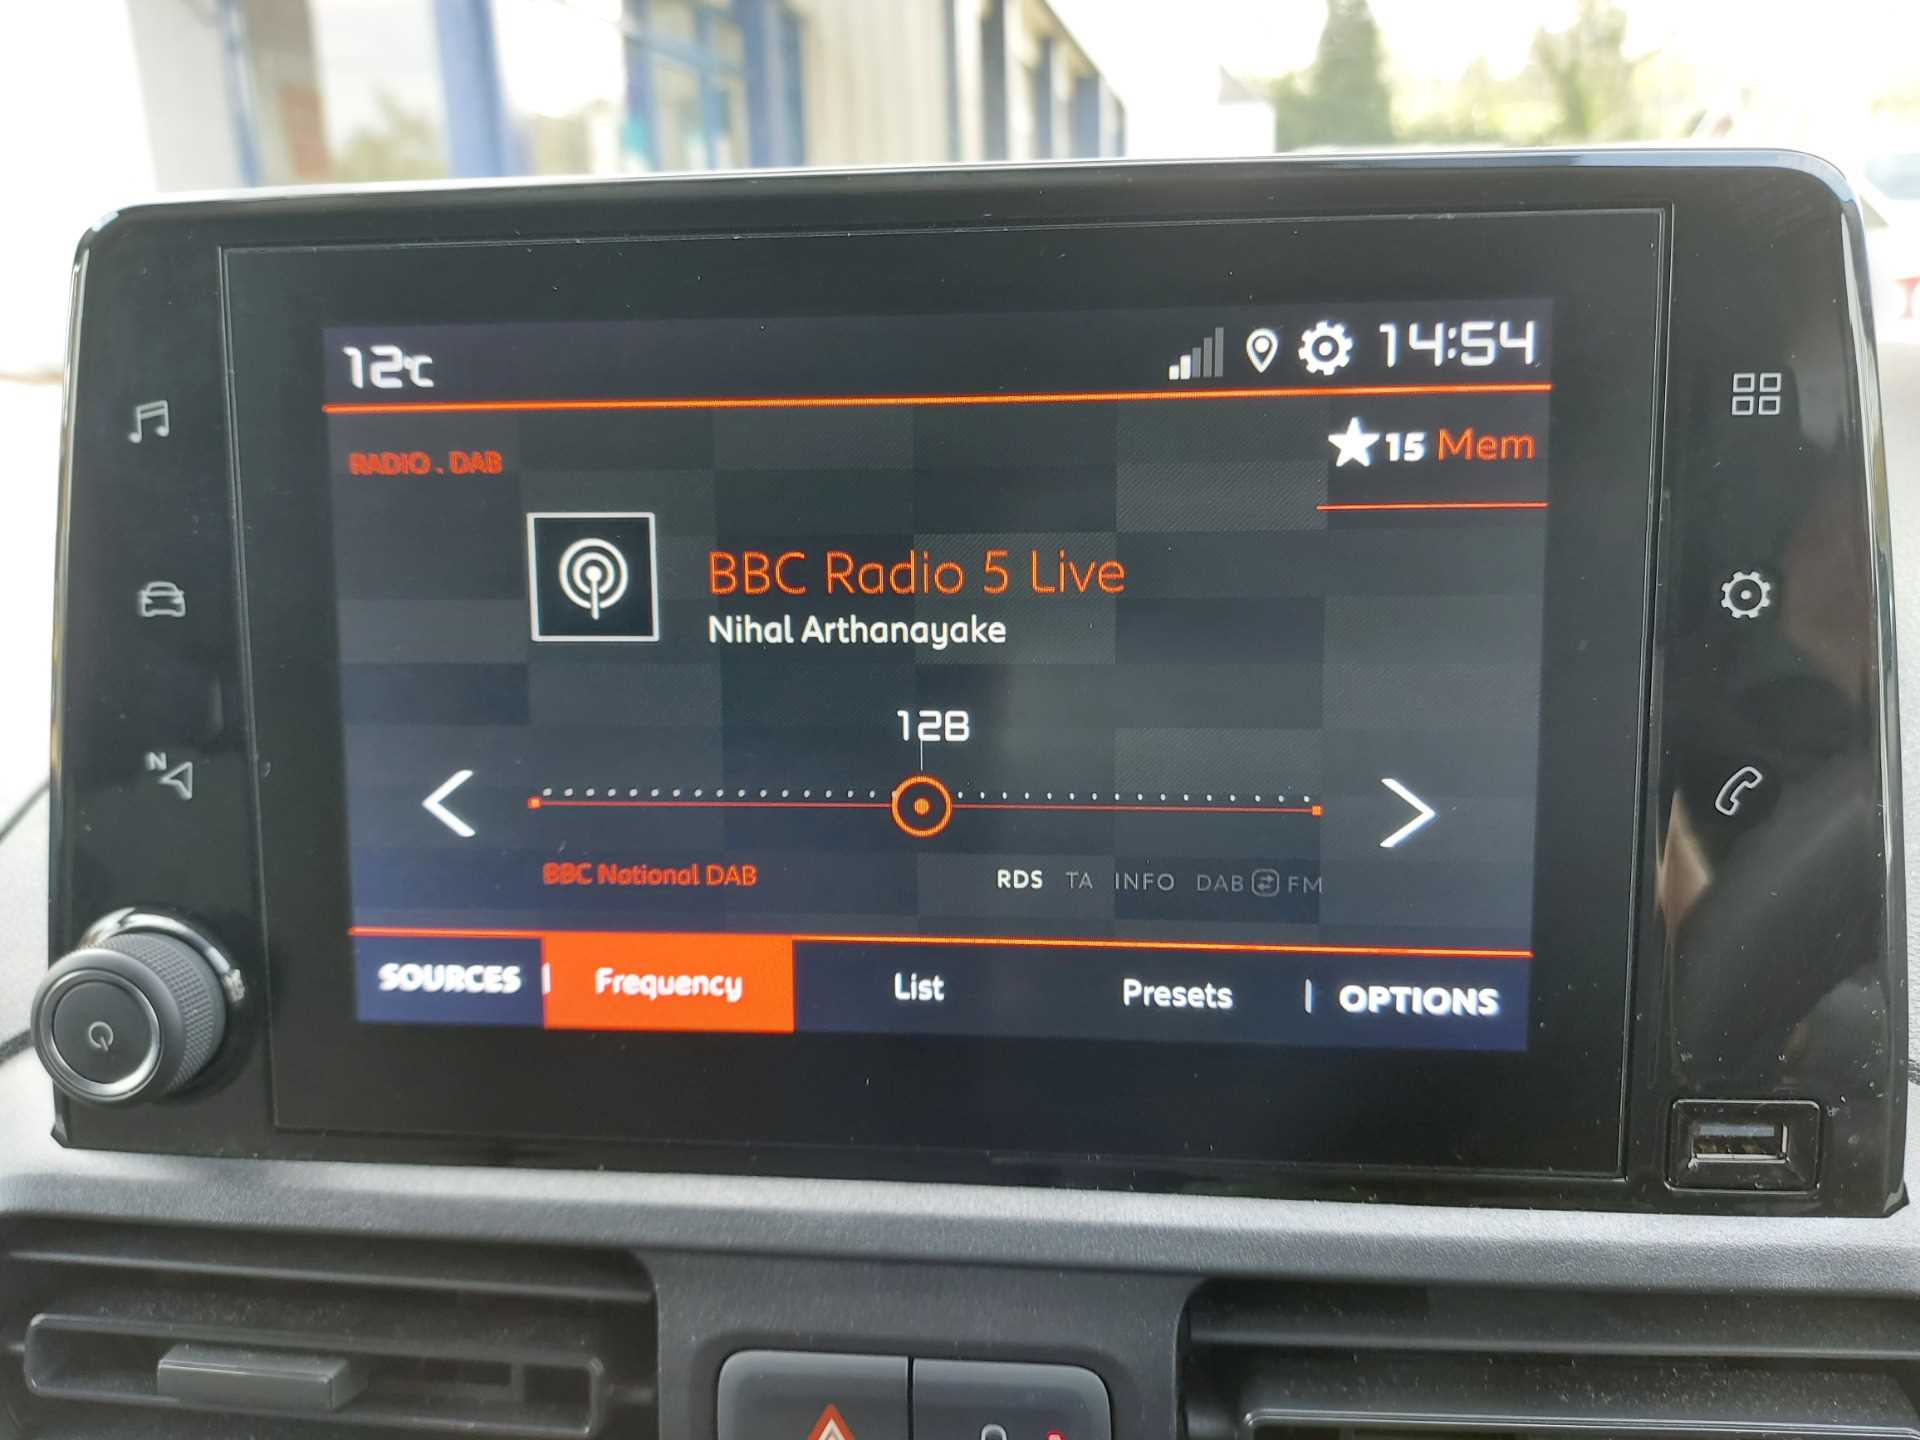 12°C 14:54
RADIO . DAB
15 Mem
BBC Radio 5 Live
Nihal Arthanayake
12B
BBC National DAB
RDS TA INFO DAB FM
SOURCES Frequency List Presets OPTIONS
N